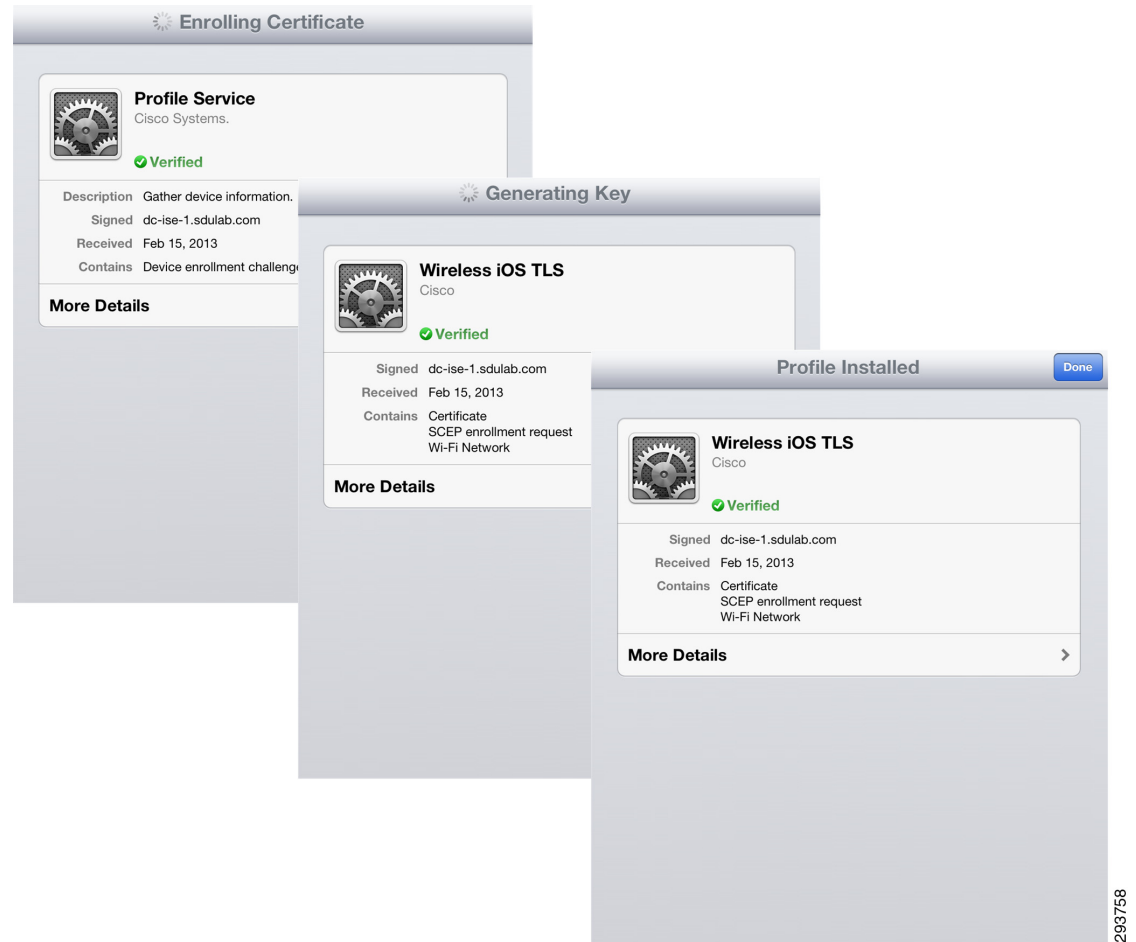 Enrolling Certificate
Profile Service
Cisco Systems.
Verified
Description Gather device information.
Signed dc-ise-1.sdulab.com
Received Feb 15, 2013
Contains Device enrollment challenge
More Details
Generating Key
Wireless iOS TLS
Cisco
Verified
Signed dc-ise-1.sdulab.com
Received Feb 15, 2013
Contains Certificate
SCEP enrollment request
Wi-Fi Network
More Details
Profile Installed
Done
Wireless iOS TLS
Cisco
Verified
Signed dc-ise-1.sdulab.com
Received Feb 15, 2013
Contains Certificate
SCEP enrollment request
Wi-Fi Network
More Details
293758